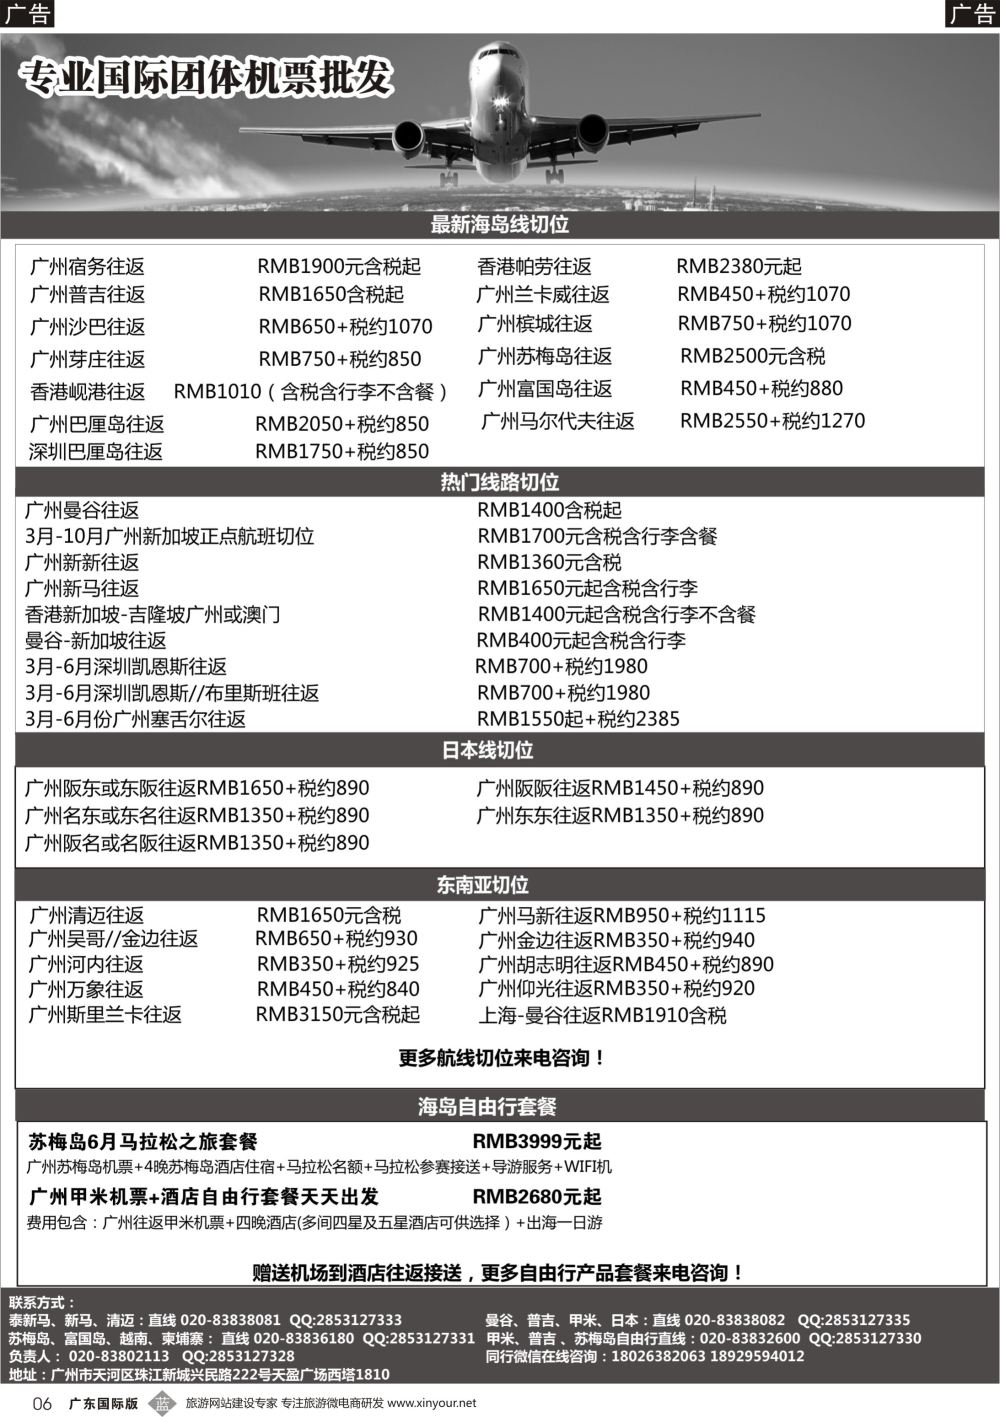 广告
广告
专业国际团体机票批发
最新海岛线切位
广州宿务往返 RMB1900元含税起 香港帕劳往返 RMB2380元起
广州普吉往返 RMB1650含税起 广州兰卡威往返 RMB450+税约1070
广州沙巴往返 RMB650+税约1070 广州槟城往返 RMB750+税约1070
广州芽庄往返 RMB750+税约850 广州苏梅岛往返 RMB2500元含税
香港岘港往返 RMB1010（含税含行李不含餐） 广州富国岛往返 RMB450+税约880
广州巴厘岛往返 RMB2050+税约850 广州马尔代夫往返 RMB2550+税约1270
深圳巴厘岛往返 RMB1750+税约850
热门线路切位
广州曼谷往返 RMB1400含税起
3月-10月广州新加坡正点航班切位 RMB1700元含税含行李含餐
广州新新往返 RMB1360元含税
广州新马往返 RMB1650元起含税含行李
香港新加坡-吉隆坡广州或澳门 RMB1400元起含税含行李不含餐
曼谷-新加坡往返 RMB400元起含税含行李
3月-6月深圳凯恩斯往返 RMB700+税约1980
3月-6月深圳凯恩斯//布里斯班往返 RMB700+税约1980
3月-6月份广州塞舌尔往返 RMB1550起+税约2385
日本线切位
广州阪东或东阪往返RMB1650+税约890 广州阪阪往返RMB1450+税约890
广州名东或东名往返RMB1350+税约890 广州东东往返RMB1350+税约890
广州阪名或名阪往返RMB1350+税约890
东南亚切位
广州清迈往返 RMB1650元含税 广州马新往返RMB950+税约1115
广州吴哥//金边往返 RMB650+税约930 广州金边往返RMB350+税约940
广州河内往返 RMB350+税约925 广州胡志明往返RMB450+税约890
广州万象往返 RMB450+税约840 广州仰光往返RMB350+税约920
广州斯里兰卡往返 RMB3150元含税起 上海-曼谷往返RMB1910含税
更多航线切位来电咨询！
海岛自由行套餐
苏梅岛6月马拉松之旅套餐 RMB3999元起
广州苏梅岛机票+4晚苏梅岛酒店住宿+马拉松名额+马拉松参赛接送+导游服务+WIFI机
广州甲米机票+酒店自由行套餐天天出发 RMB2680元起
费用包含：广州往返甲米机票+四晚酒店(多间四星及五星酒店可供选择）+出海一日游
赠送机场到酒店往返接送，更多自由行产品套餐来电咨询！
联系方式：
泰新马、新马、清迈：直线 020-83838081 QQ:2853127333 曼谷、普吉、甲米、日本：直线 020-83838082 QQ:2853127335
苏梅岛、富国岛、越南、柬埔寨： 直线 020-83836180 QQ:2853127331 甲米、普吉 、苏梅岛自由行直线：020-83832600 QQ:2853127330
负责人： 020-83802113 QQ:2853127328 同行微信在线咨询：18026382063 18929594012
地址：广州市天河区珠江新城兴民路222号天盈广场西塔1810
06 广东国际版 蓝 旅游网站建设专家 专注旅游微电商研发 www.xinyour.net